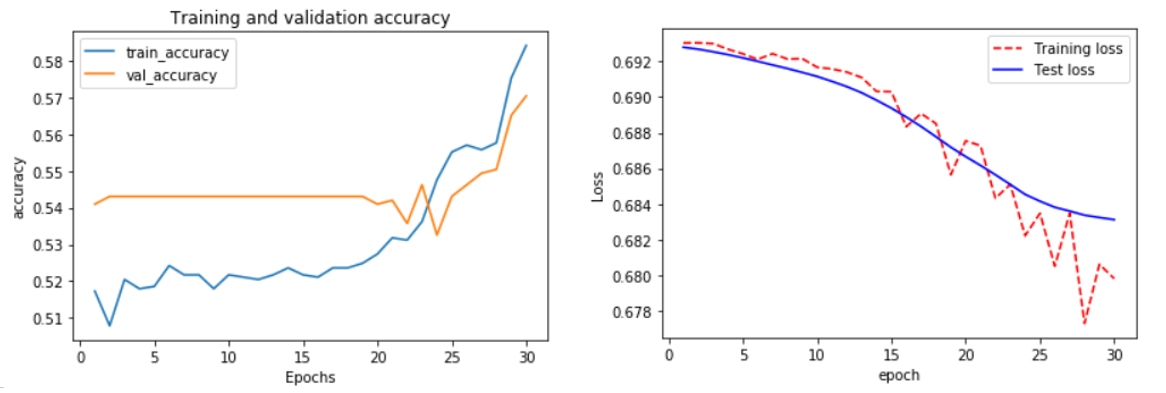 Training and validation accuracy
train_accuracy
val_accuracy
0.58
0.57
0.56
0.55
0.54
0.53
0.52
0.51
accuracy
0 5 10 15 20 25 30
Epochs
Training loss
Test loss
0.692
0.690
0.688
0.686
0.684
0.682
0.680
0.678
Loss
0 5 10 15 20 25 30
epoch